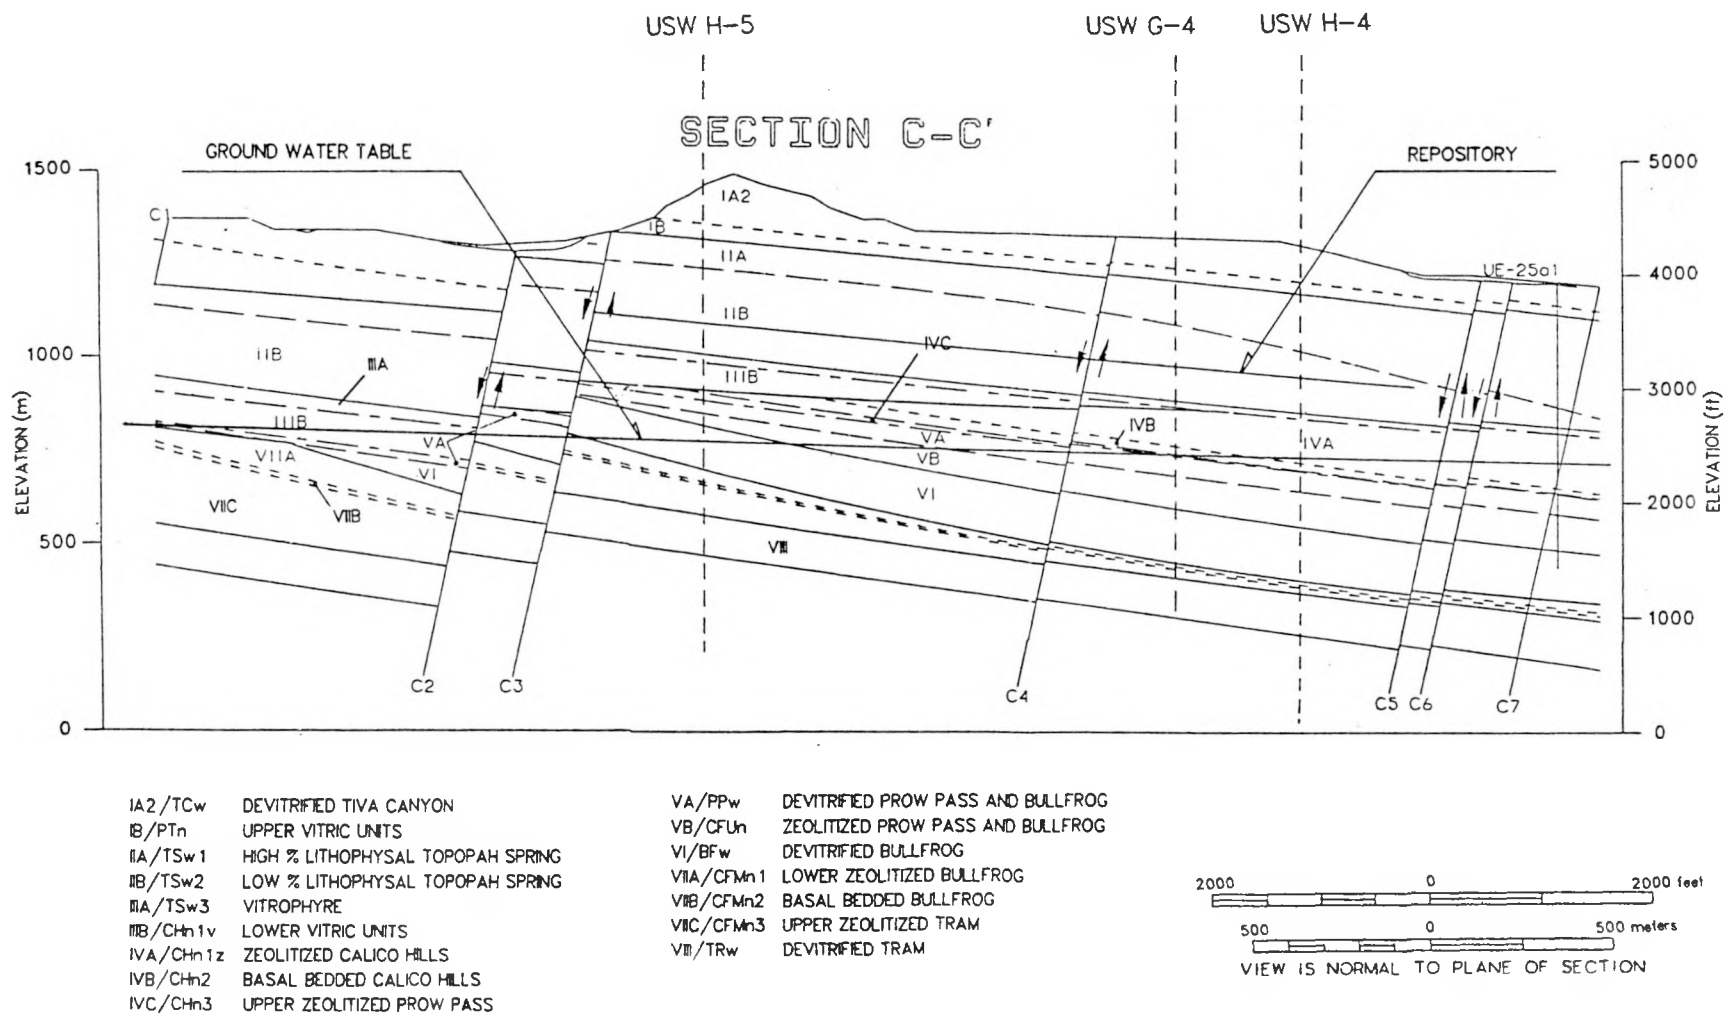 USW H-5
USW G-4
USW H-4
SECTION C-C'
GROUND WATER TABLE
REPOSITORY
1500
5000
IA2
C1
IB
IIA
4000
UE-25a1
IIB
IVC
1000
IIB
IIIA
IIIB
3000
ELEVATION (m)
ELEVATION (ft)
IIIB
IVB
VA
VA
IVA
VIIA
VI
VB
VI
2000
VIIC
VIIB
500
VIII
1000
C2
C3
C4
C5
C6
C7
0
0
IA2/TCw DEVITRIFIED TIVA CANYON
IB/PTn UPPER VITRIC UNITS
IIA/TSw1 HIGH % LITHOPHYSAL TOPOPAH SPRING
IIB/TSw2 LOW % LITHOPHYSAL TOPOPAH SPRING
IIIA/TSw3 VITROPHYRE
IIIB/CHn1v LOWER VITRIC UNITS
IVA/CHn1z ZEOLITIZED CALICO HILLS
IVB/CHn2 BASAL BEDDED CALICO HILLS
IVC/CHn3 UPPER ZEOLITIZED PROW PASS
VA/PPw DEVITRIFIED PROW PASS AND BULLFROG
VB/CFUn ZEOLITIZED PROW PASS AND BULLFROG
VI/BFw DEVITRIFIED BULLFROG
VIIA/CFMn1 LOWER ZEOLITIZED BULLFROG
VIIB/CFMn2 BASAL BEDDED BULLFROG
VIIC/CFMn3 UPPER ZEOLITIZED TRAM
VIII/TRw DEVITRIFIED TRAM
2000 0 2000 feet
500 0 500 meters
VIEW IS NORMAL TO PLANE OF SECTION